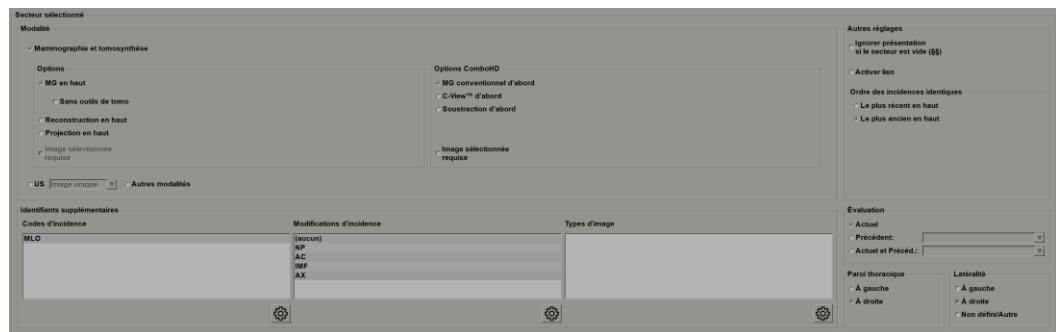 Secteur sélectionné
Modalité
Mammographie et tomosynthèse
Options
MG en haut
Sans outils de tomo
Reconstruction en haut
Projection en haut
Image sélectionnée
requise
Options ComboHD
MG conventionnel d'abord
C-View™ d'abord
Soustraction d'abord
Image sélectionnée
requise
US Image unique Autres modalités
Autres réglages
Ignorer présentation
si le secteur est vide (§§)
Activer lien
Ordre des incidences identiques
Le plus récent en haut
Le plus ancien en haut
Identifiants supplémentaires
Codes d'incidence
MLO
Modifications d'incidence
(aucun)
NP
AC
IMF
AX
Types d'image
Évaluation
Actuel
Précédent:
Actuel et Précéd.:
Paroi thoracique
À gauche
À droite
Latéralité
À gauche
À droite
Non défini/Autre